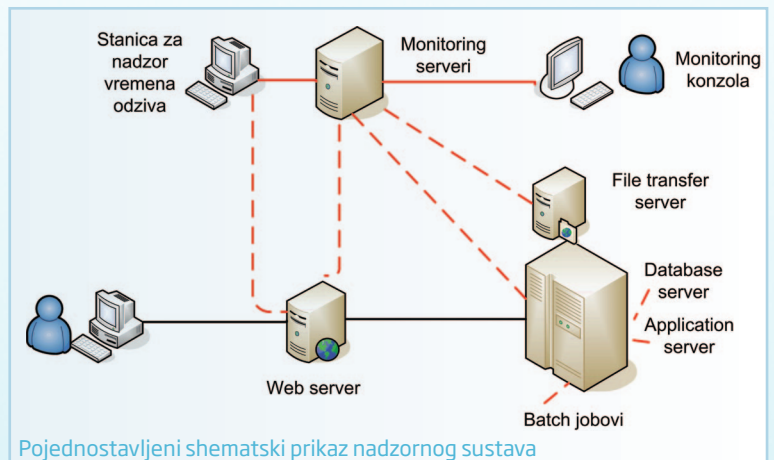 Stanica za
nadzor
vremena
odziva
Monitoring
serveri
Monitoring
konzola
File transfer
server
Database
server
Application
server
Web server
Batch jobovi
Pojednostavljeni shematski prikaz nadzornog sustava